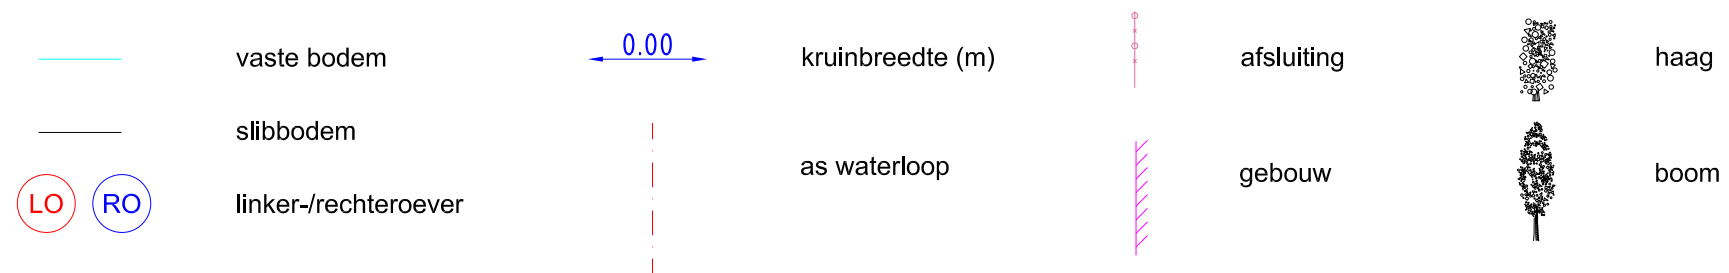 vaste bodem
0.00
kruinbreedte (m)
afsluiting
haag
slibbodem
as waterloop
gebouw
boom
LO RO linker-/rechteroever